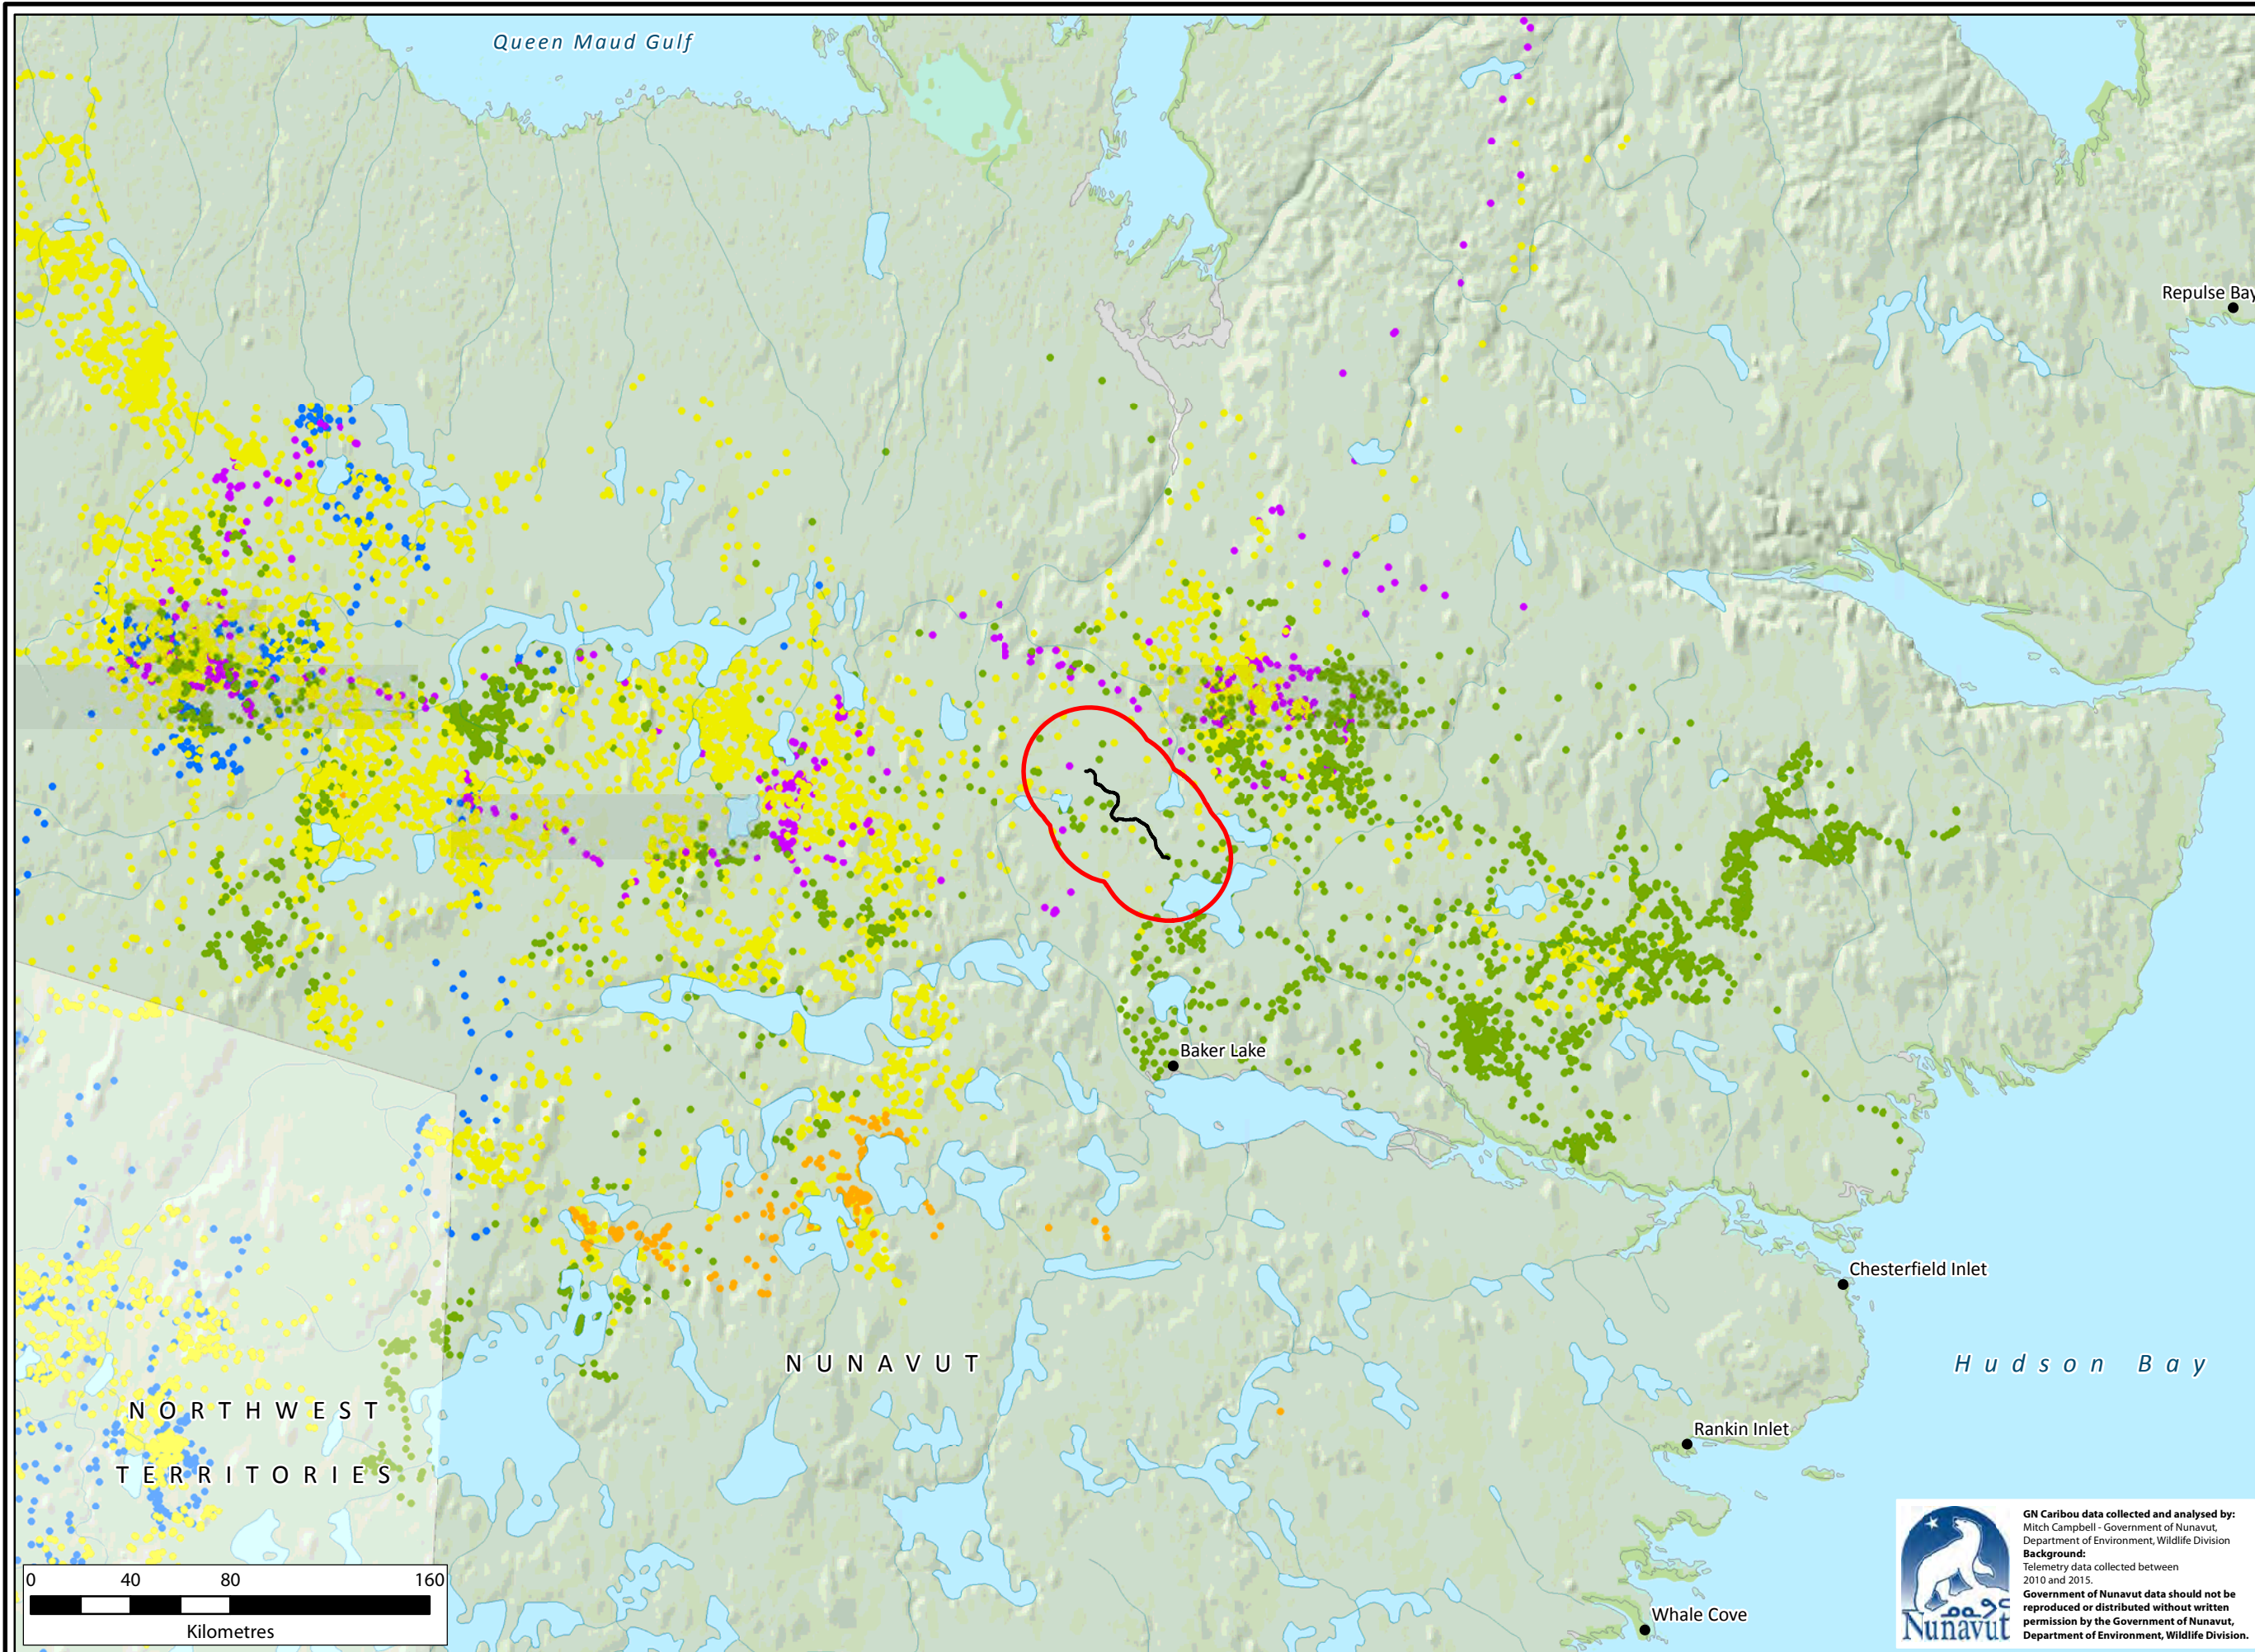 Queen Maud Gulf
Repulse Bay
Baker Lake
Chesterfield Inlet
NUNAVUT
Hudson Bay
NORTHWEST
TERRITORIES
Rankin Inlet
Whale Cove
0 40 80 160
Kilometres
GN Caribou data collected and analysed by:
Mitch Campbell - Government of Nunavut,
Department of Environment, Wildlife Division
Background:
Telemetry data collected between
2010 and 2015.
Government of Nunavut data should not be
reproduced or distributed without written
permission by the Government of Nunavut,
Department of Environment, Wildlife Division.
ᓄᓇᕗᑦ
Nunavut